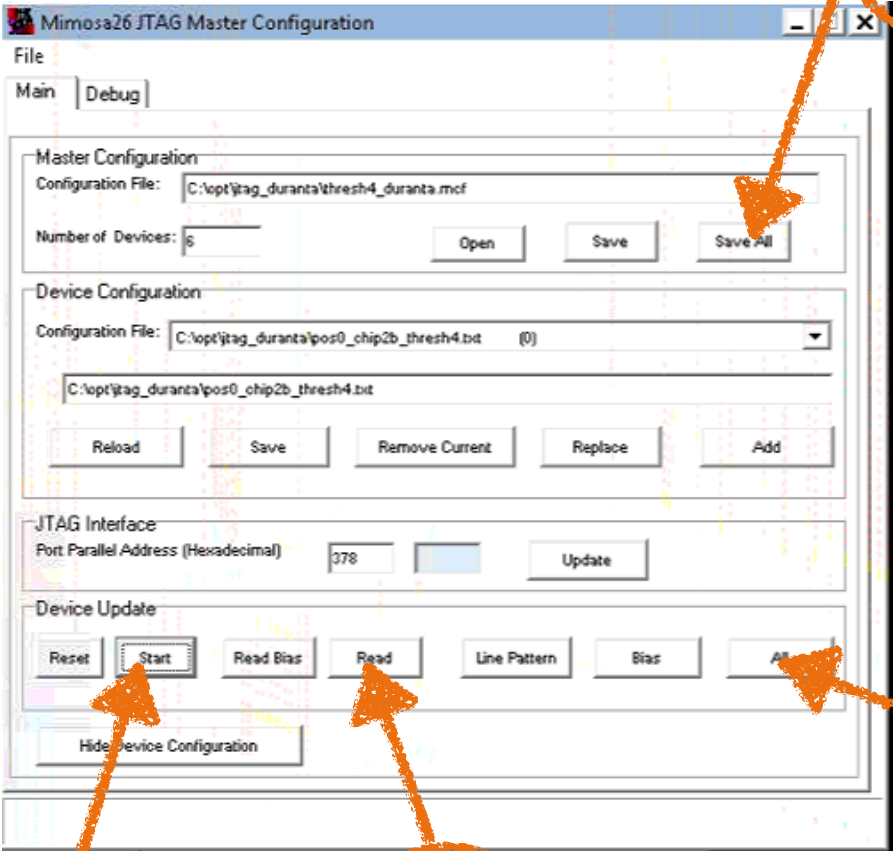 Mimosa26 JTAG Master Configuration
File
Main Debug
Master Configuration
Configuration File: C:\opt\jtag_duranta\thresh4_duranta.mcf
Number of Devices: 6 Open Save Save All
Device Configuration
Configuration File: C:\opt\jtag_duranta\pos0_chip2b_thresh4.txt (0)
C:\opt\jtag_duranta\pos0_chip2b_thresh4.txt
Reload Save Remove Current Replace Add
JTAG Interface
Port Parallel Address (Hexadecimal) 378 Update
Device Update
Reset Start Read Bias Read Line Pattern Bias All
Hide Device Configuration